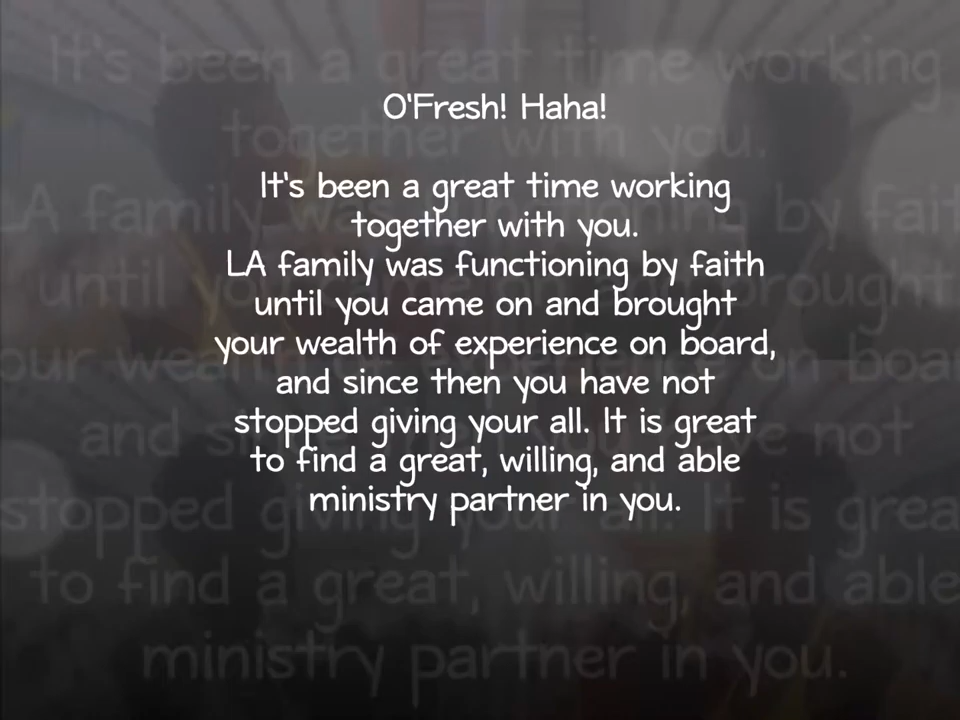 O'Fresh! Haha!
It's been a great time working
together with you.
LA family was functioning by faith
until you came on and brought
your wealth of experience on board,
and since then you have not
stopped giving your all. It is great
to find a great, willing, and able
ministry partner in you.